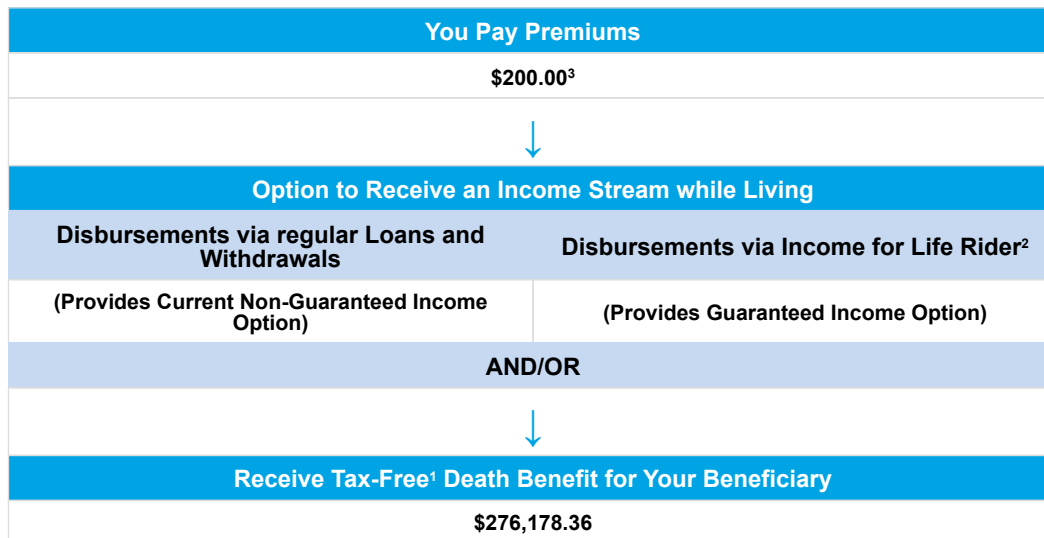 You Pay Premiums
$200.00³
↓
Option to Receive an Income Stream while Living
Disbursements via regular Loans and
Withdrawals
Disbursements via Income for Life Rider²
(Provides Current Non-Guaranteed Income
Option)
(Provides Guaranteed Income Option)
AND/OR
↓
Receive Tax-Free¹ Death Benefit for Your Beneficiary
$276,178.36